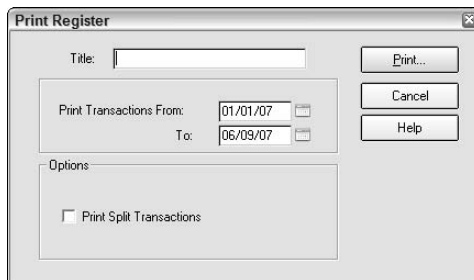 Print Register
Title:
Print...
Cancel
Help
Print Transactions From: 01/01/07
To: 06/09/07
Options
Print Split Transactions